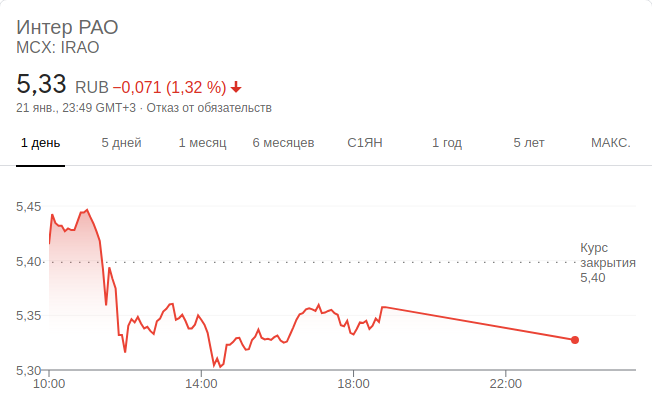 Интер РАО
MCX: IRAO
5,33 RUB −0,071 (1,32 %)
21 янв., 23:49 GMT+3 · Отказ от обязательств
1 день 5 дней 1 месяц 6 месяцев С1ЯН 1 год 5 лет МАКС.
5,45
Курс
5,40 закрытия
5,40
5,35
5,30
10:00 14:00 18:00 22:00